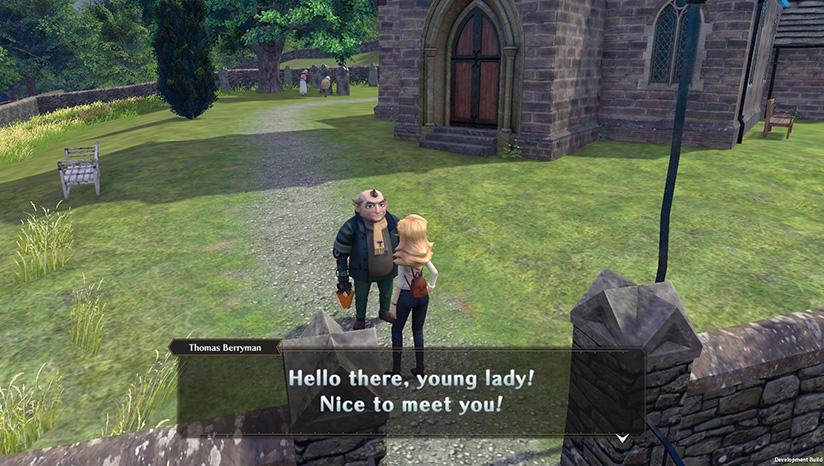 Thomas Berryman
Hello there, young lady!
Nice to meet you!
Development Build